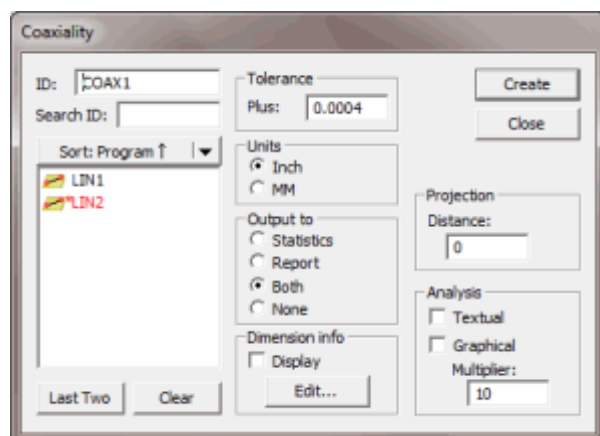 Coaxiality
ID: COAX1
Search ID:
Sort: Program ↑
LIN1
*LIN2
Last Two
Clear
Tolerance
Plus: 0.0004
Units
Inch
MM
Output to
Statistics
Report
Both
None
Dimension info
Display
Edit...
Create
Close
Projection
Distance:
0
Analysis
Textual
Graphical
Multiplier:
10